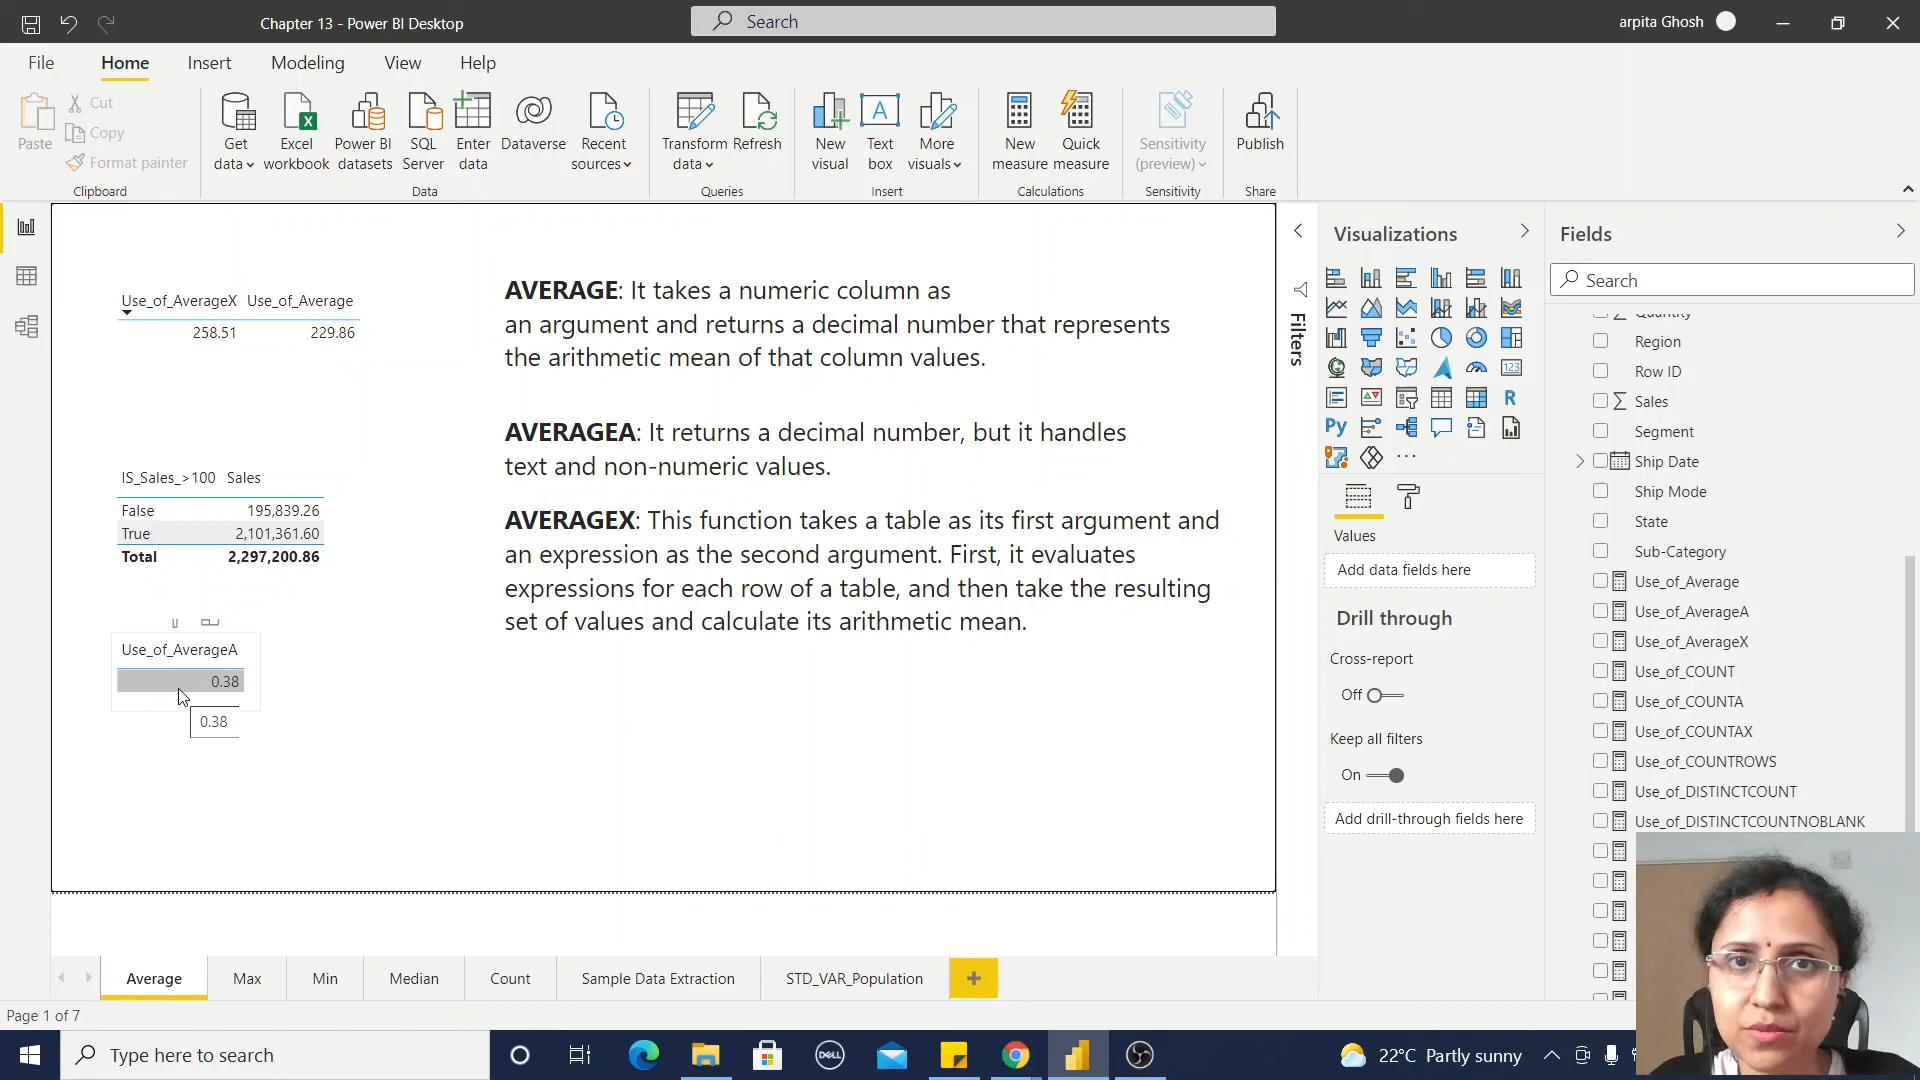 Chapter 13 - Power BI Desktop
Search
arpita Ghosh
File
Home
Insert
Modeling
View
Help
Paste
Cut
Copy
Format painter
Clipboard
Get data
Excel workbook
Power BI datasets
SQL Server
Enter data
Dataverse
Recent sources
Data
Transform data
Refresh
Queries
New visual
Text box
More visuals
Insert
New measure
Quick measure
Calculations
Sensitivity (preview)
Sensitivity
Publish
Share
Use_of_AverageX Use_of_Average
258.51 229.86
IS_Sales_>100 Sales
False 195,839.26
True 2,101,361.60
Total 2,297,200.86
Use_of_AverageA
0.38
0.38
AVERAGE: It takes a numeric column as
an argument and returns a decimal number that represents
the arithmetic mean of that column values.
AVERAGEA: It returns a decimal number, but it handles
text and non-numeric values.
AVERAGEX: This function takes a table as its first argument and
an expression as the second argument. First, it evaluates
expressions for each row of a table, and then take the resulting
set of values and calculate its arithmetic mean.
Filters
Visualizations
123
R
Py
Values
Add data fields here
Drill through
Cross-report
Off
Keep all filters
On
Add drill-through fields here
Fields
Search
Quantity
Region
Row ID
Sales
Segment
Ship Date
Ship Mode
State
Sub-Category
Use_of_Average
Use_of_AverageA
Use_of_AverageX
Use_of_COUNT
Use_of_COUNTA
Use_of_COUNTAX
Use_of_COUNTROWS
Use_of_DISTINCTCOUNT
Use_of_DISTINCTCOUNTNOBLANK
Average
Max
Min
Median
Count
Sample Data Extraction
STD_VAR_Population
Page 1 of 7
Type here to search
DELL
22°C Partly sunny